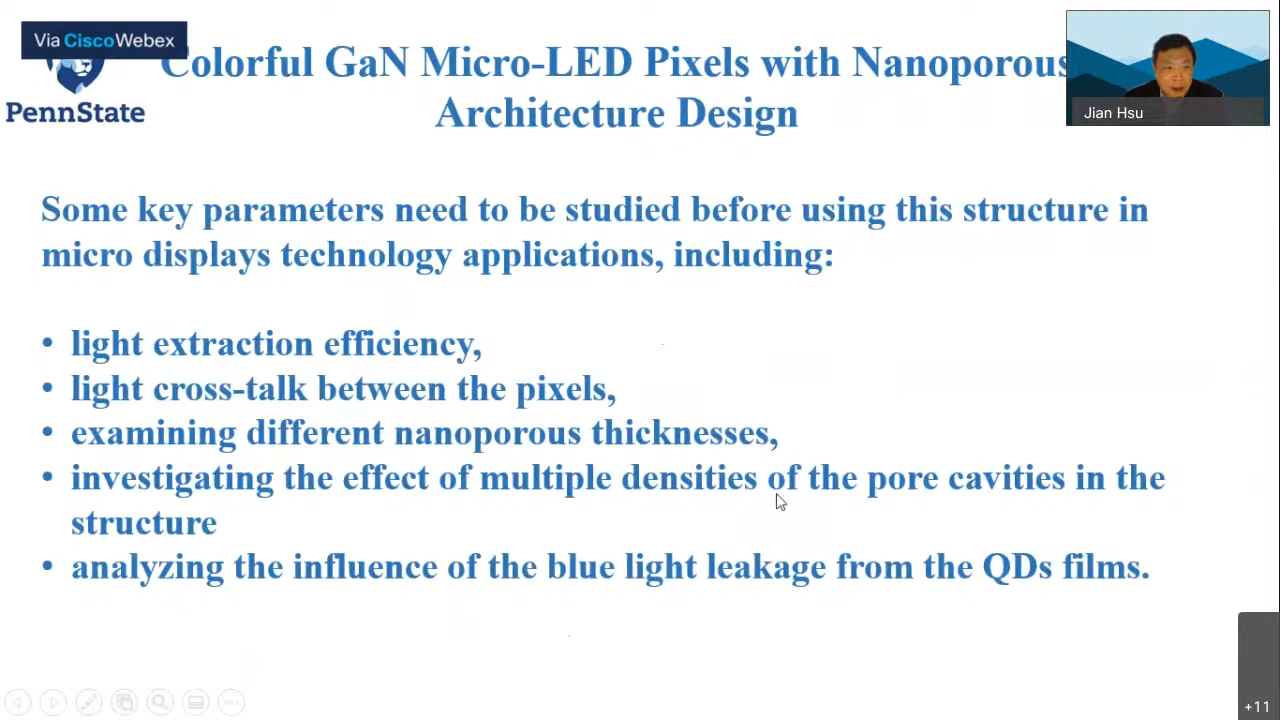 Via CiscoWebex
PennState
Colorful GaN Micro-LED Pixels with Nanoporous
Architecture Design
Jian Hsu
Some key parameters need to be studied before using this structure in
micro displays technology applications, including:
• light extraction efficiency,
• light cross-talk between the pixels,
• examining different nanoporous thicknesses,
• investigating the effect of multiple densities of the pore cavities in the
structure
• analyzing the influence of the blue light leakage from the QDs films.
+11